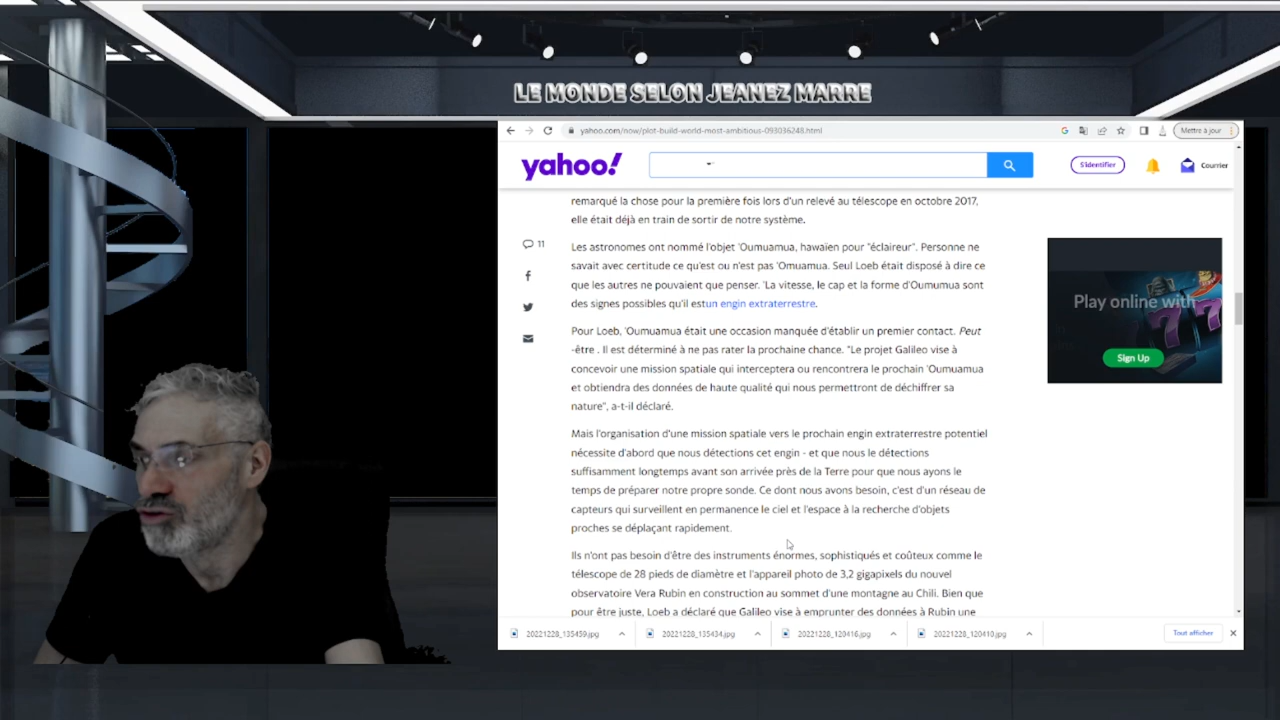 LE MONDE SELON JEANEZ MARRE
yahoo.com/now/plot-build-world-most-ambitious-093036248.html
Mettre à jour
yahoo!
S'identifier
Courrier
remarqué la chose pour la première fois lors d'un relevé au télescope en octobre 2017,
elle était déjà en train de sortir de notre système.
11
Les astronomes ont nommé l'objet 'Oumuamua, hawaïen pour "éclaireur". Personne ne
savait avec certitude ce qu'est ou n'est pas 'Omuamua. Seul Loeb était disposé à dire ce
que les autres ne pouvaient que penser. 'La vitesse, le cap et la forme d'Oumumua sont
des signes possibles qu'il estun engin extraterrestre.
Pour Loeb, 'Oumuamua était une occasion manquée d'établir un premier contact. Peut
-être . Il est déterminé à ne pas rater la prochaine chance. "Le projet Galileo vise à
concevoir une mission spatiale qui interceptera ou rencontrera le prochain 'Oumuamua
et obtiendra des données de haute qualité qui nous permettront de déchiffrer sa
nature", a-t-il déclaré.
Mais l'organisation d'une mission spatiale vers le prochain engin extraterrestre potentiel
nécessite d'abord que nous détections cet engin - et que nous le détections
suffisamment longtemps avant son arrivée près de la Terre pour que nous ayons le
temps de préparer notre propre sonde. Ce dont nous avons besoin, c'est d'un réseau de
capteurs qui surveillent en permanence le ciel et l'espace à la recherche d'objets
proches se déplaçant rapidement.
Ils n'ont pas besoin d'être des instruments énormes, sophistiqués et coûteux comme le
télescope de 28 pieds de diamètre et l'appareil photo de 3,2 gigapixels du nouvel
observatoire Vera Rubin en construction au sommet d'une montagne au Chili. Bien que
pour être juste, Loeb a déclaré que Galileo vise à emprunter des données à Rubin une
Play online with
77
Sign Up
20221228_135459.jpg
20221228_135434.jpg
20221228_120416.jpg
20221228_120410.jpg
Tout afficher